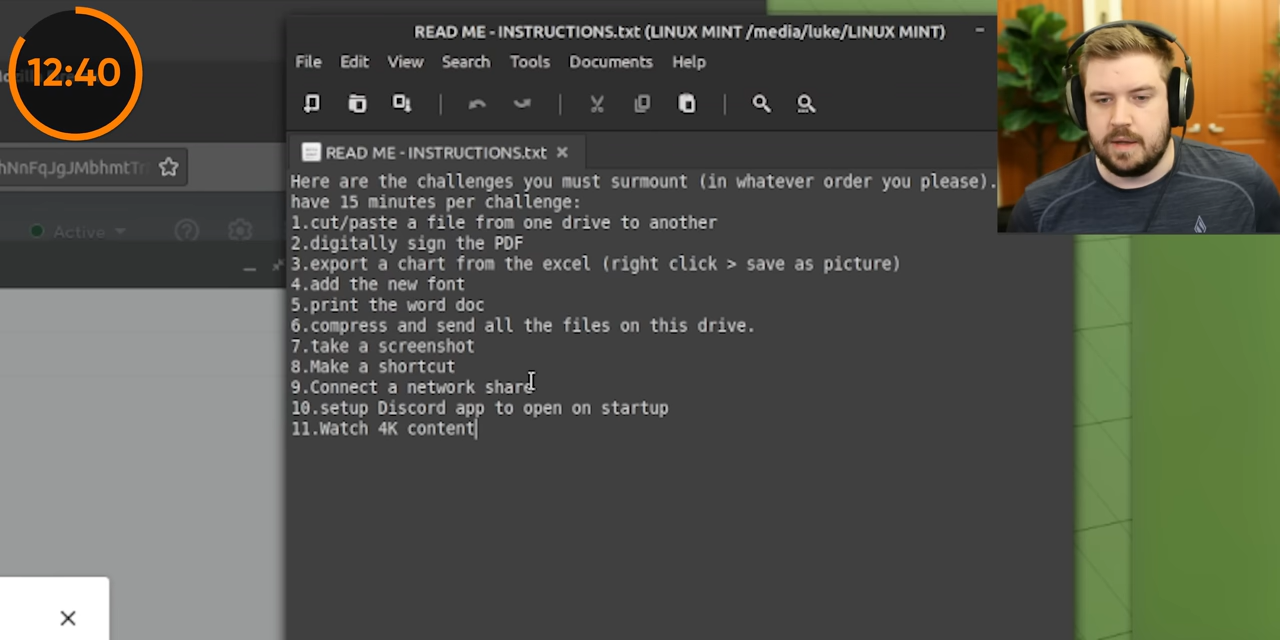 12:40
READ ME - INSTRUCTIONS.txt (LINUX MINT /media/luke/LINUX MINT)
File Edit View Search Tools Documents Help
READ ME - INSTRUCTIONS.txt
Active
Here are the challenges you must surmount (in whatever order you please).
have 15 minutes per challenge:
1.cut/paste a file from one drive to another
2.digitally sign the PDF
3.export a chart from the excel (right click > save as picture)
4.add the new font
5.print the word doc
6.compress and send all the files on this drive.
7.take a screenshot
8.Make a shortcut
9.Connect a network share
10.setup Discord app to open on startup
11.Watch 4K content